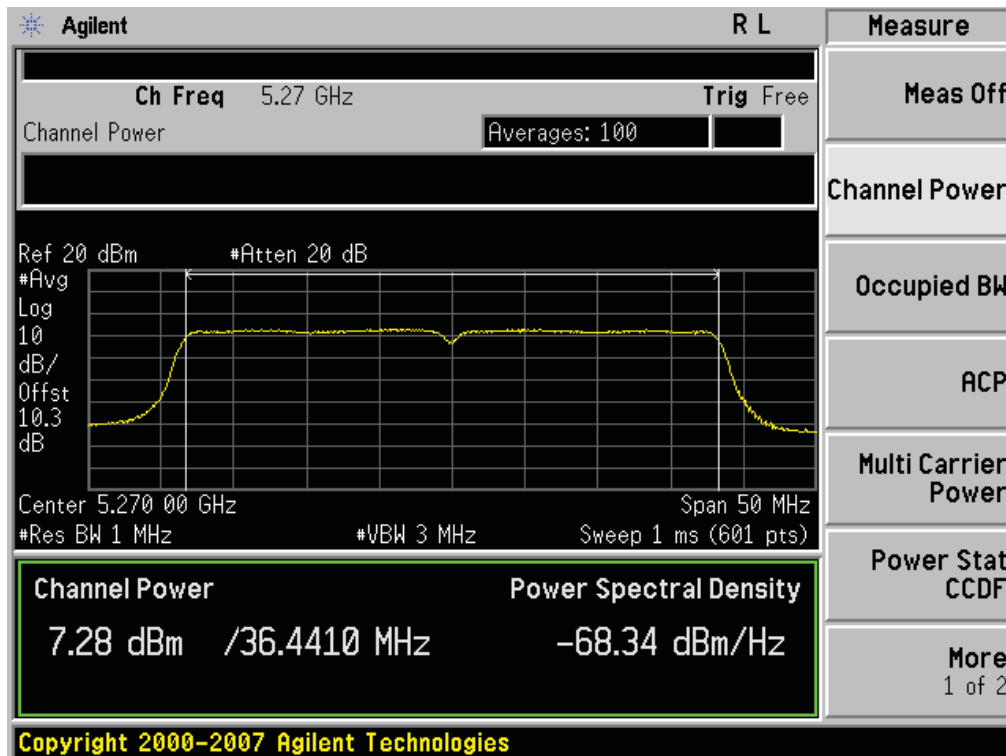 Agilent R L
Ch Freq 5.27 GHz Trig Free
Channel Power Averages: 100
Ref 20 dBm #Atten 20 dB
#Avg
Log
10
dB/
Offst
10.3
dB
Center 5.270 00 GHz Span 50 MHz
#Res BW 1 MHz #VBW 3 MHz Sweep 1 ms (601 pts)
Channel Power Power Spectral Density
7.28 dBm /36.4410 MHz -68.34 dBm/Hz
Copyright 2000-2007 Agilent Technologies
Measure
Meas Off
Channel Power
Occupied BW
ACP
Multi Carrier
Power
Power Stat
CCDF
More
1 of 2